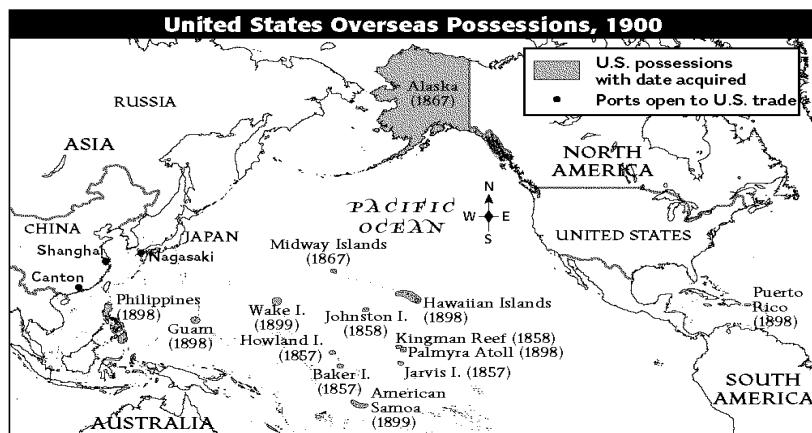 United States Overseas Possessions, 1900
U.S. possessions
with date acquired
Ports open to U.S. trade
Alaska
(1867)
RUSSIA
ASIA
NORTH
AMERICA
N
W E
S
PACIFIC
OCEAN
CHINA
JAPAN
UNITED STATES
Shanghai
Nagasaki
Midway Islands
(1867)
Canton
Philippines
(1898)
Guam
(1898)
Wake I.
(1899)
Johnston I.
(1858)
Hawaiian Islands
(1898)
Puerto
Rico
(1898)
Howland I.
(1857)
Kingman Reef (1858)
Palmyra Atoll (1898)
Baker I.
(1857)
Jarvis I. (1857)
American
Samoa
(1899)
SOUTH
AMERICA
AUSTRALIA